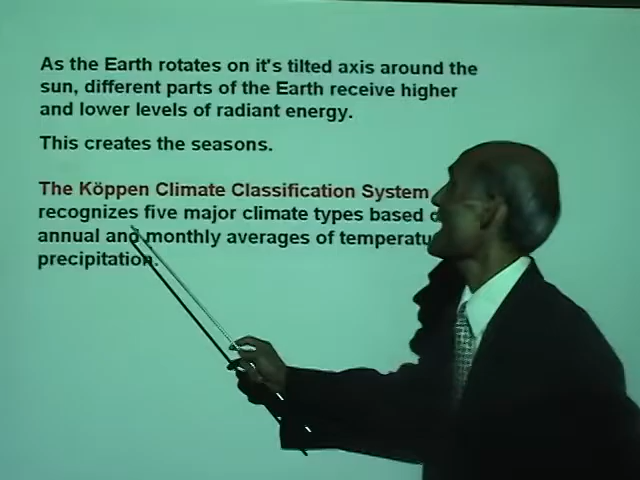 As the Earth rotates on it's tilted axis around the
sun, different parts of the Earth receive higher
and lower levels of radiant energy.
This creates the seasons.
The Köppen Climate Classification System
recognizes five major climate types based
annual and monthly averages of
precipitation.